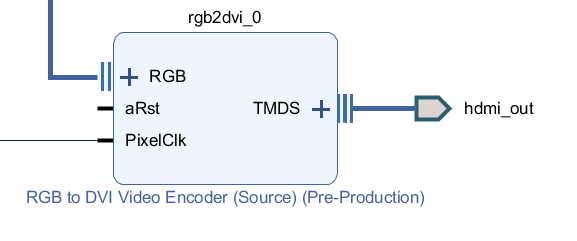 rgb2dvi_0
RGB
aRst
TMDS
hdmi_out
PixelClk
RGB to DVI Video Encoder (Source) (Pre-Production)